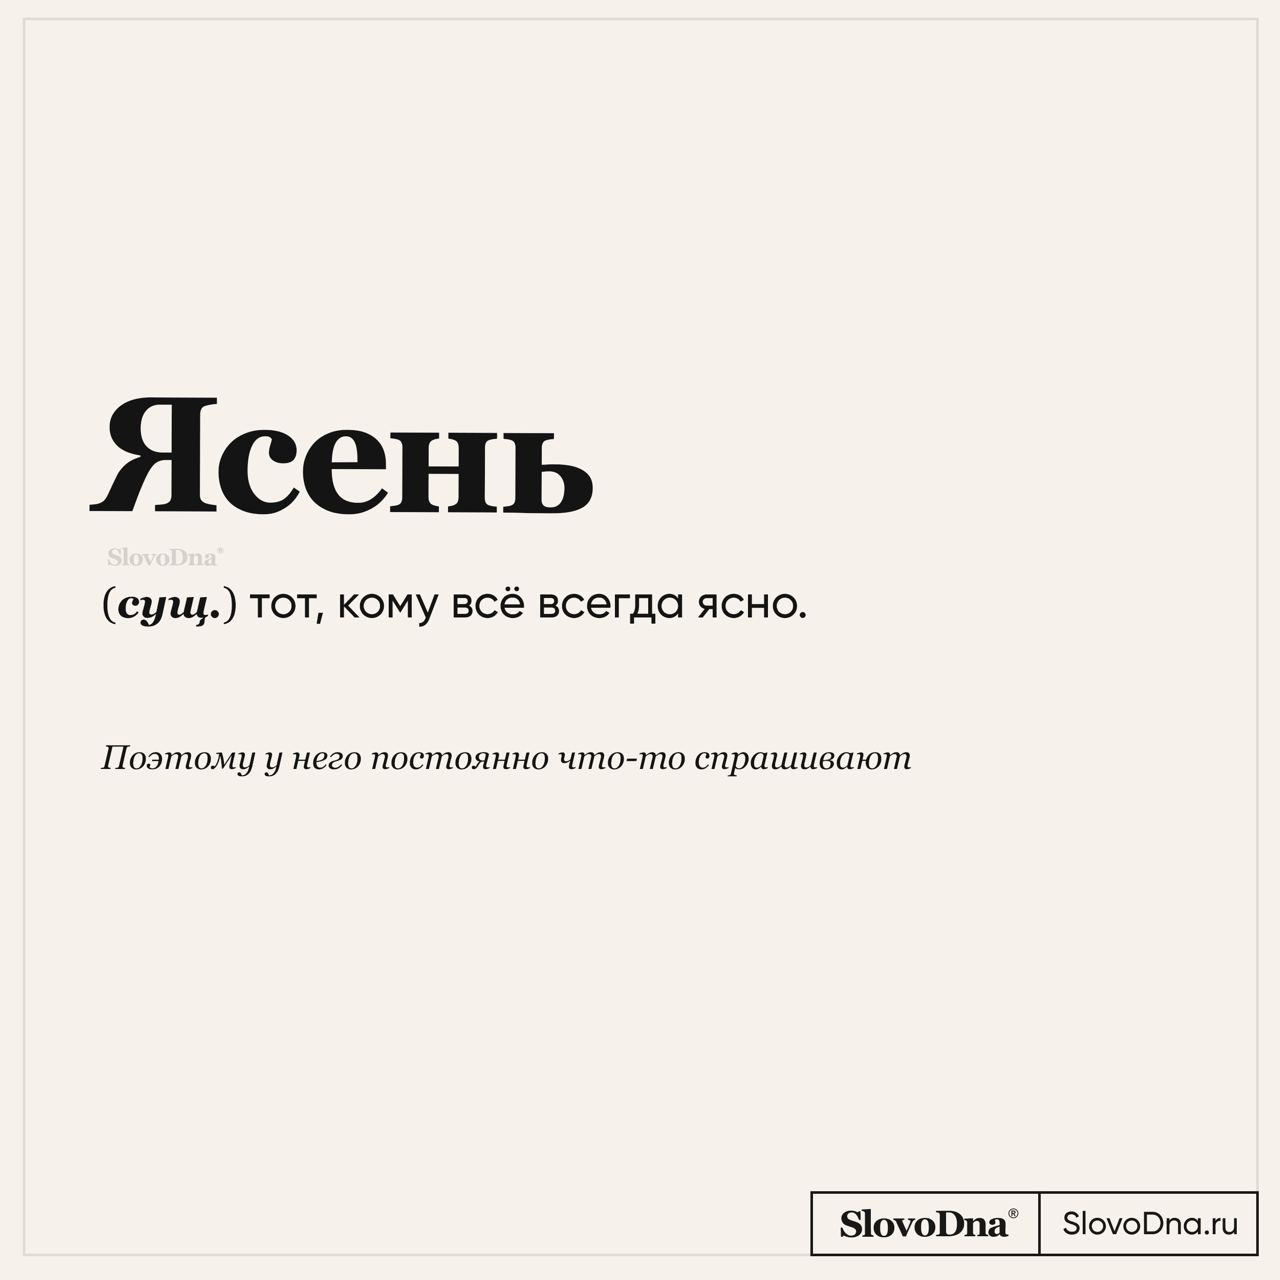 Ясень
SlovoDna®
(сущ.) тот, кому всё всегда ясно.
Поэтому у него постоянно что-то спрашивают
SlovoDna® SlovoDna.ru